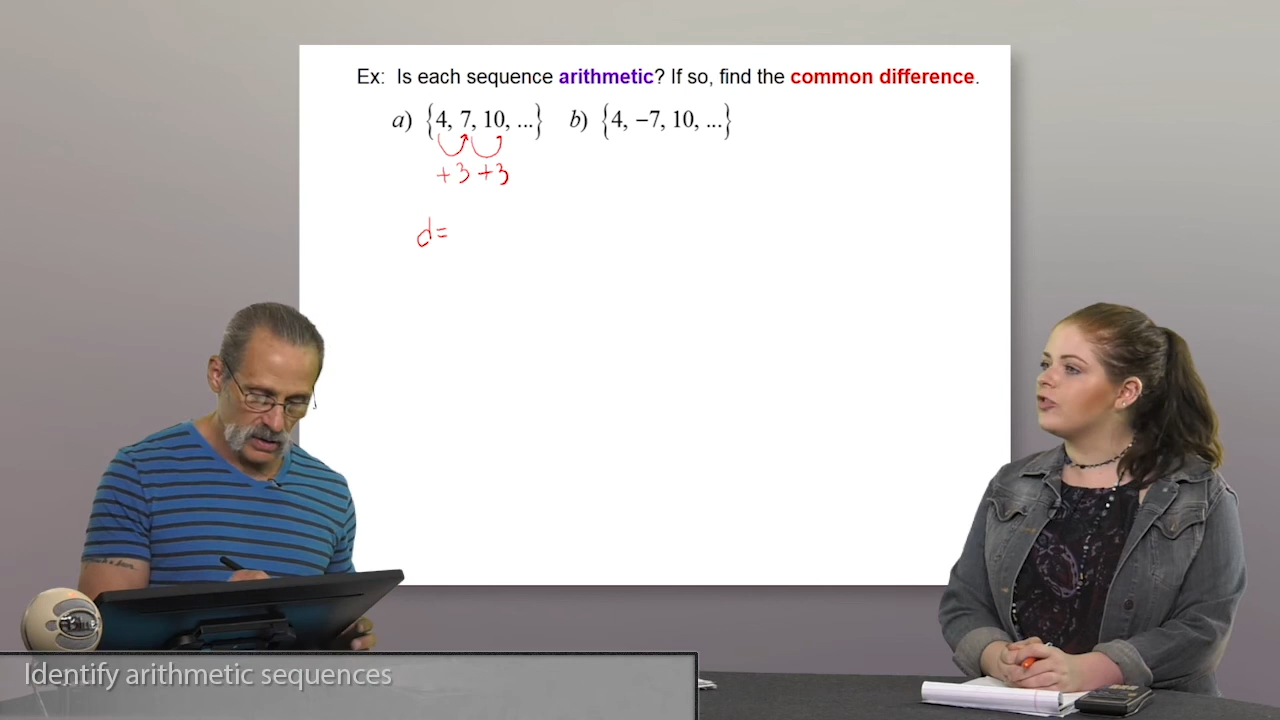 Ex: Is each sequence arithmetic? If so, find the common difference.
a) {4, 7, 10, ...} b) {4, −7, 10, ...}
+3 +3
d=
Identify arithmetic sequences